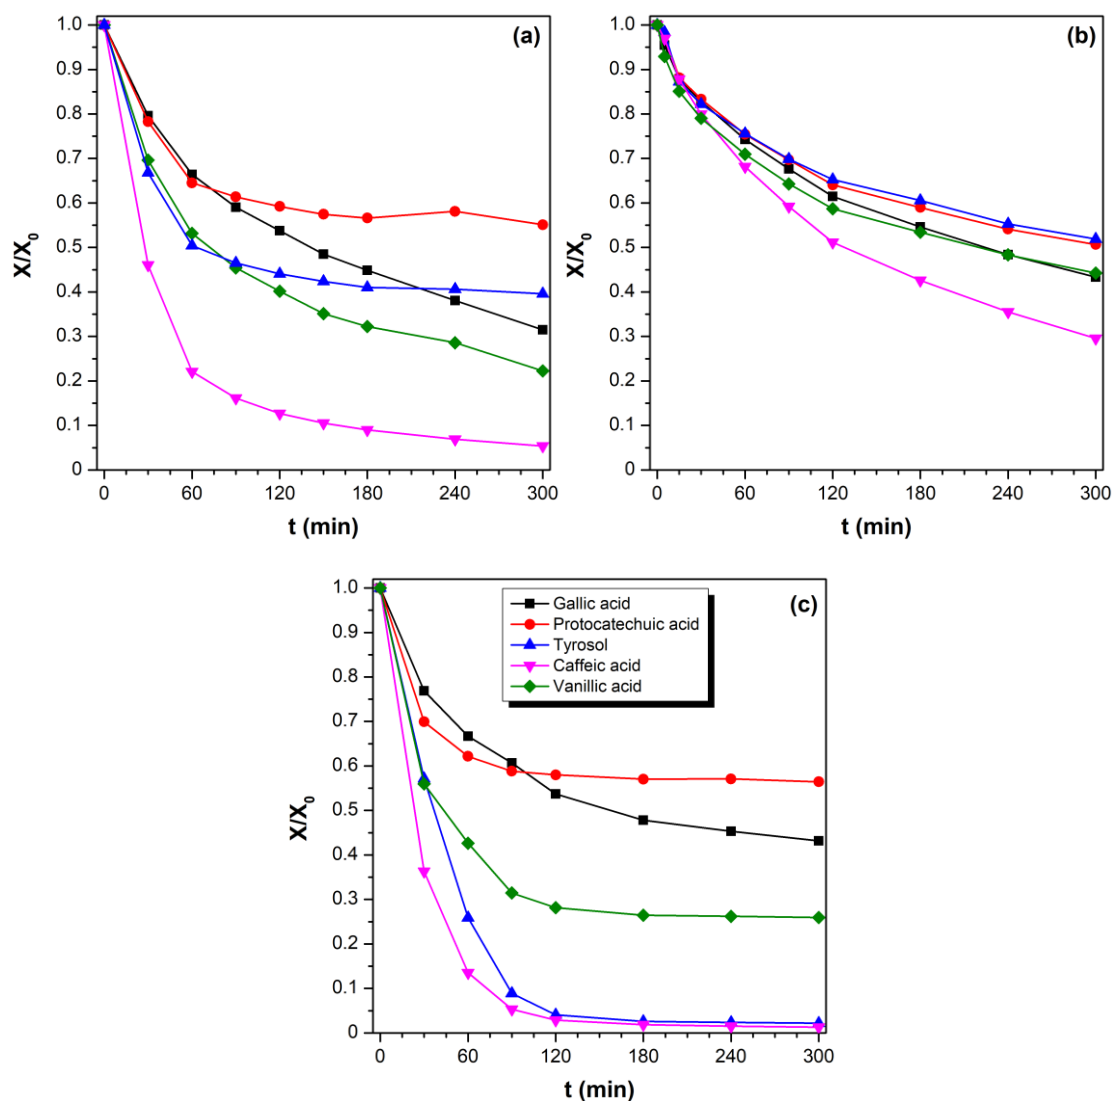 (a)
X/X0
1.0
0.9
0.8
0.7
0.6
0.5
0.4
0.3
0.2
0.1
0
0 60 120 180 240 300
t (min)
(b)
X/X0
1.0
0.9
0.8
0.7
0.6
0.5
0.4
0.3
0.2
0.1
0
0 60 120 180 240 300
t (min)
(c)
Gallic acid
Protocatechuic acid
Tyrosol
Caffeic acid
Vanillic acid
X/X0
1.0
0.9
0.8
0.7
0.6
0.5
0.4
0.3
0.2
0.1
0
0 60 120 180 240 300
t (min)